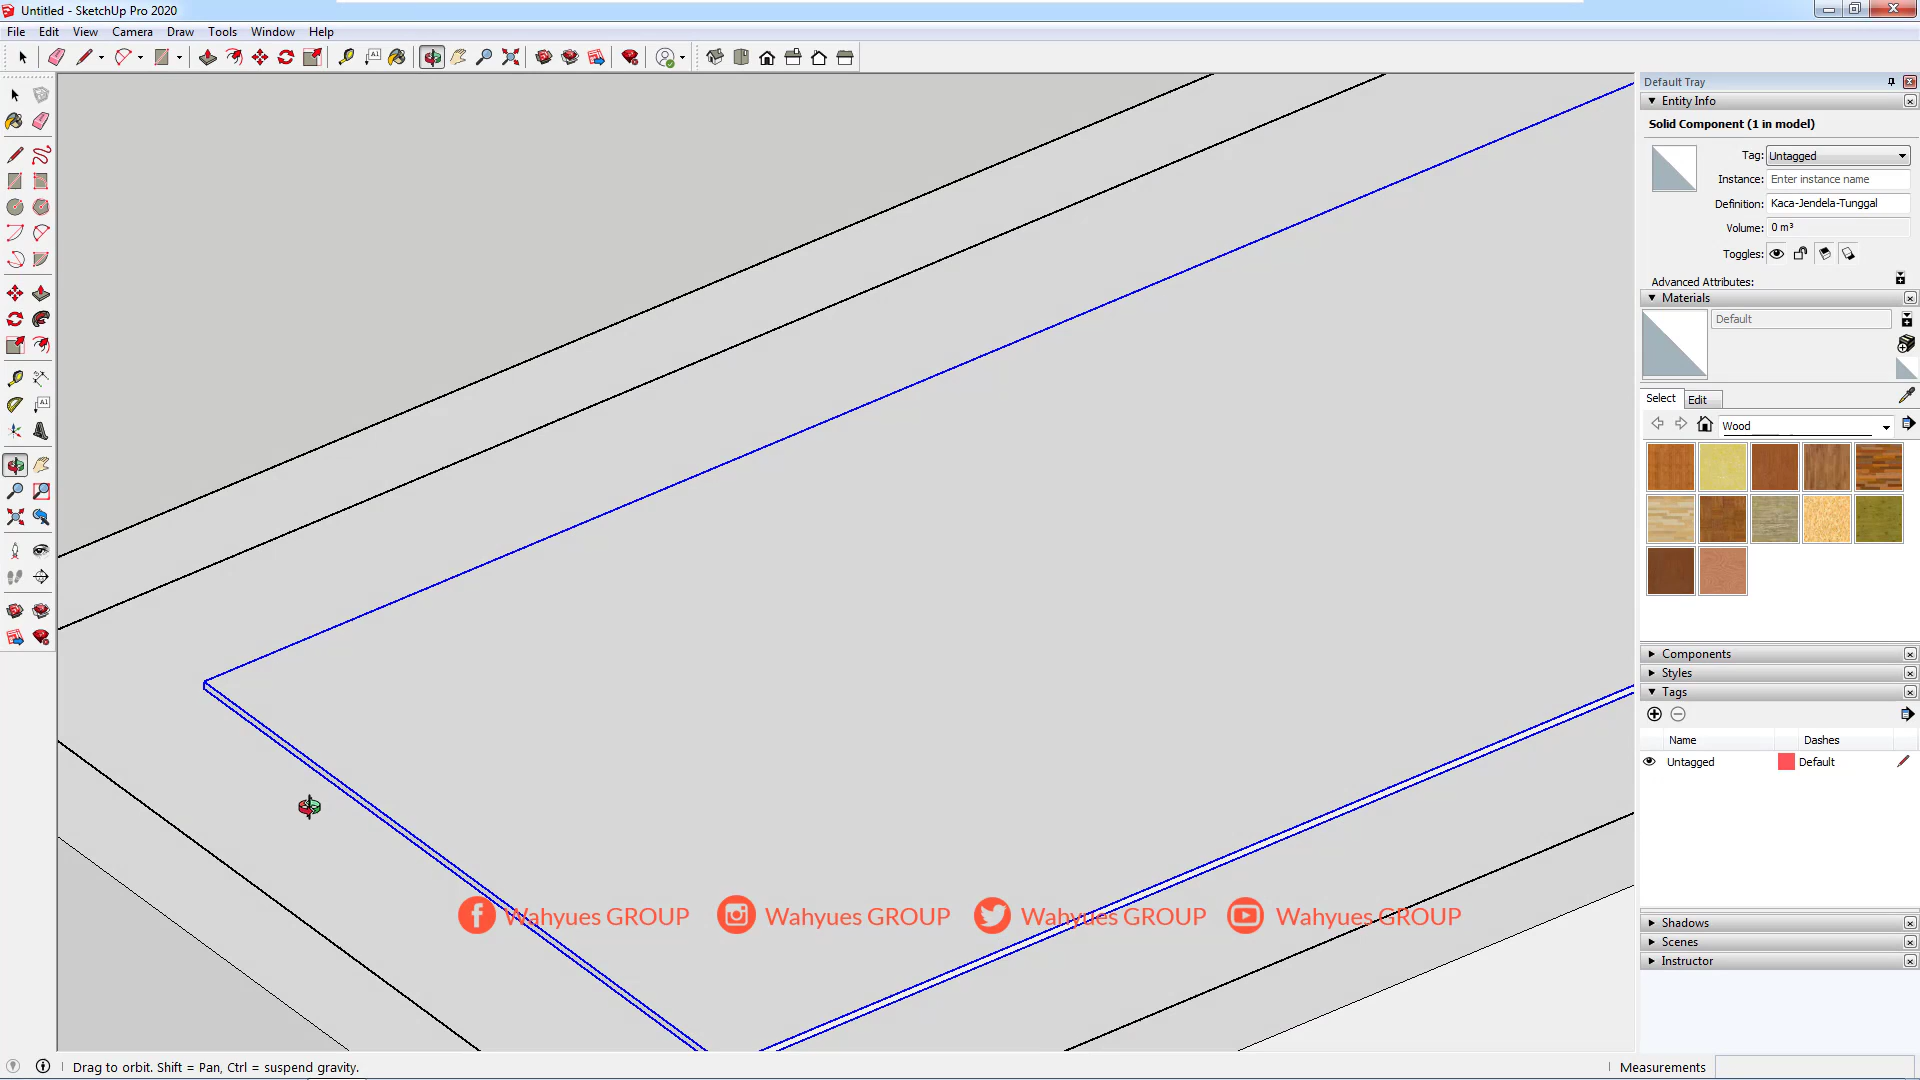 Untitled - SketchUp Pro 2020
File Edit View Camera Draw Tools Window Help
A1
Default Tray
Entity Info
Solid Component (1 in model)
Tag: Untagged
Instance: Enter instance name
Definition: Kaca-Jendela-Tunggal
Volume: 0 m³
Toggles:
Advanced Attributes:
Materials
Default
Select Edit
Wood
Components
Styles
Tags
Name Dashes
Untagged Default
Shadows
Scenes
Instructor
A1
Wahyues GROUP Wahyues GROUP Wahyues GROUP Wahyues GROUP
Drag to orbit. Shift = Pan, Ctrl = suspend gravity.
Measurements